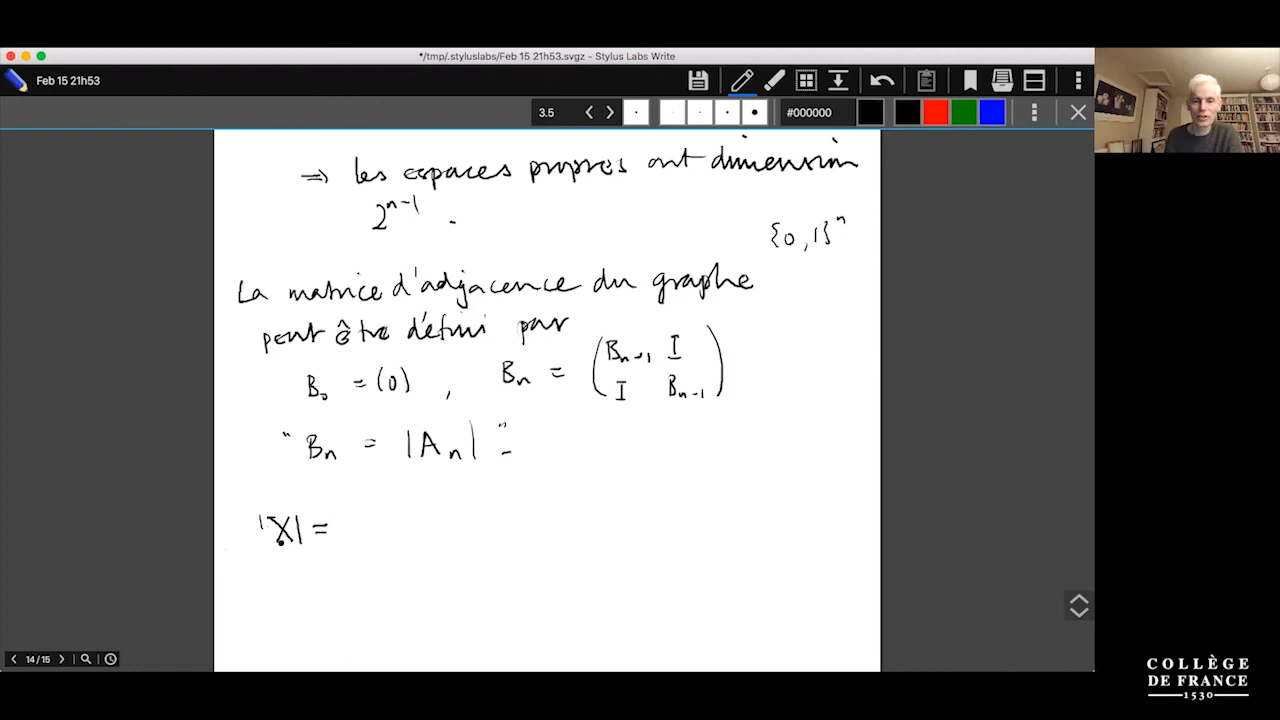 */tmp/.styluslabs/Feb 15 21h53.svgz - Stylus Labs Write
Feb 15 21h53
3.5
#000000
⇒ les espaces propres ont dimension
2^{n-1} .
{0,1}^n
La matrice d'adjacence du graphe
peut être défini par
B_0 = (0) , B_n = ( B_{n-1} I
I B_{n-1} )
" B_n = |A_n| " .
|X| =
14/15
COLLÈGE
DE FRANCE
1530